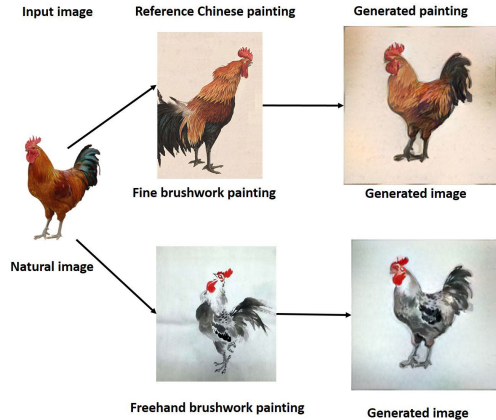 Input image
Reference Chinese painting
Generated painting
Fine brushwork painting
Generated image
Natural image
Freehand brushwork painting
Generated image